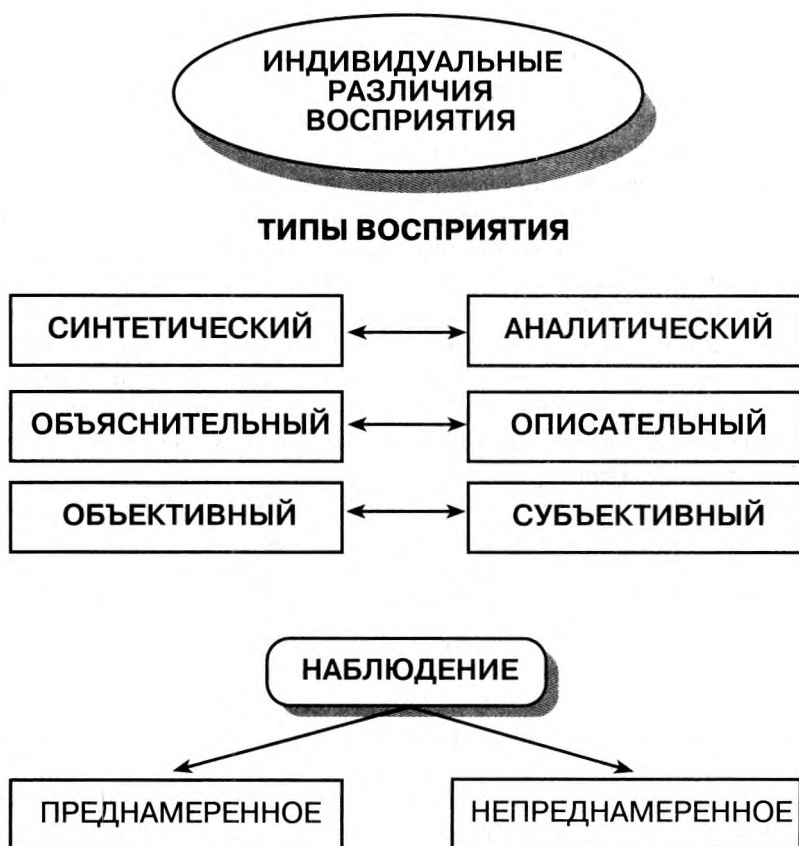 ИНДИВИДУАЛЬНЫЕ
РАЗЛИЧИЯ
ВОСПРИЯТИЯ
ТИПЫ ВОСПРИЯТИЯ
СИНТЕТИЧЕСКИЙ
АНАЛИТИЧЕСКИЙ
ОБЪЯСНИТЕЛЬНЫЙ
ОПИСАТЕЛЬНЫЙ
ОБЪЕКТИВНЫЙ
СУБЪЕКТИВНЫЙ
НАБЛЮДЕНИЕ
ПРЕДНАМЕРЕННОЕ
НЕПРЕДНАМЕРЕННОЕ